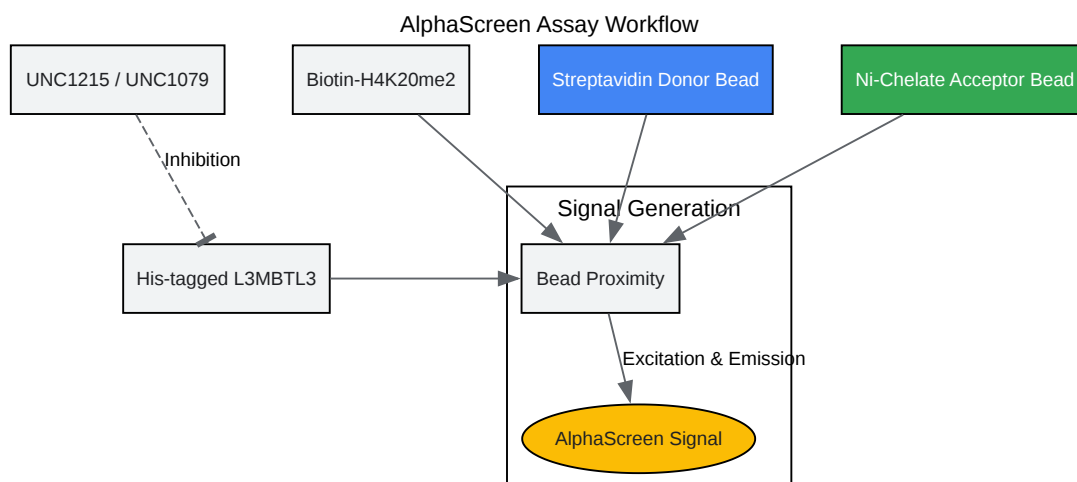 AlphaScreen Assay Workflow
UNC1215 / UNC1079
Biotin-H4K20me2
Streptavidin Donor Bead
Ni-Chelate Acceptor Bead
Inhibition
Signal Generation
His-tagged L3MBTL3
Bead Proximity
Excitation & Emission
AlphaScreen Signal